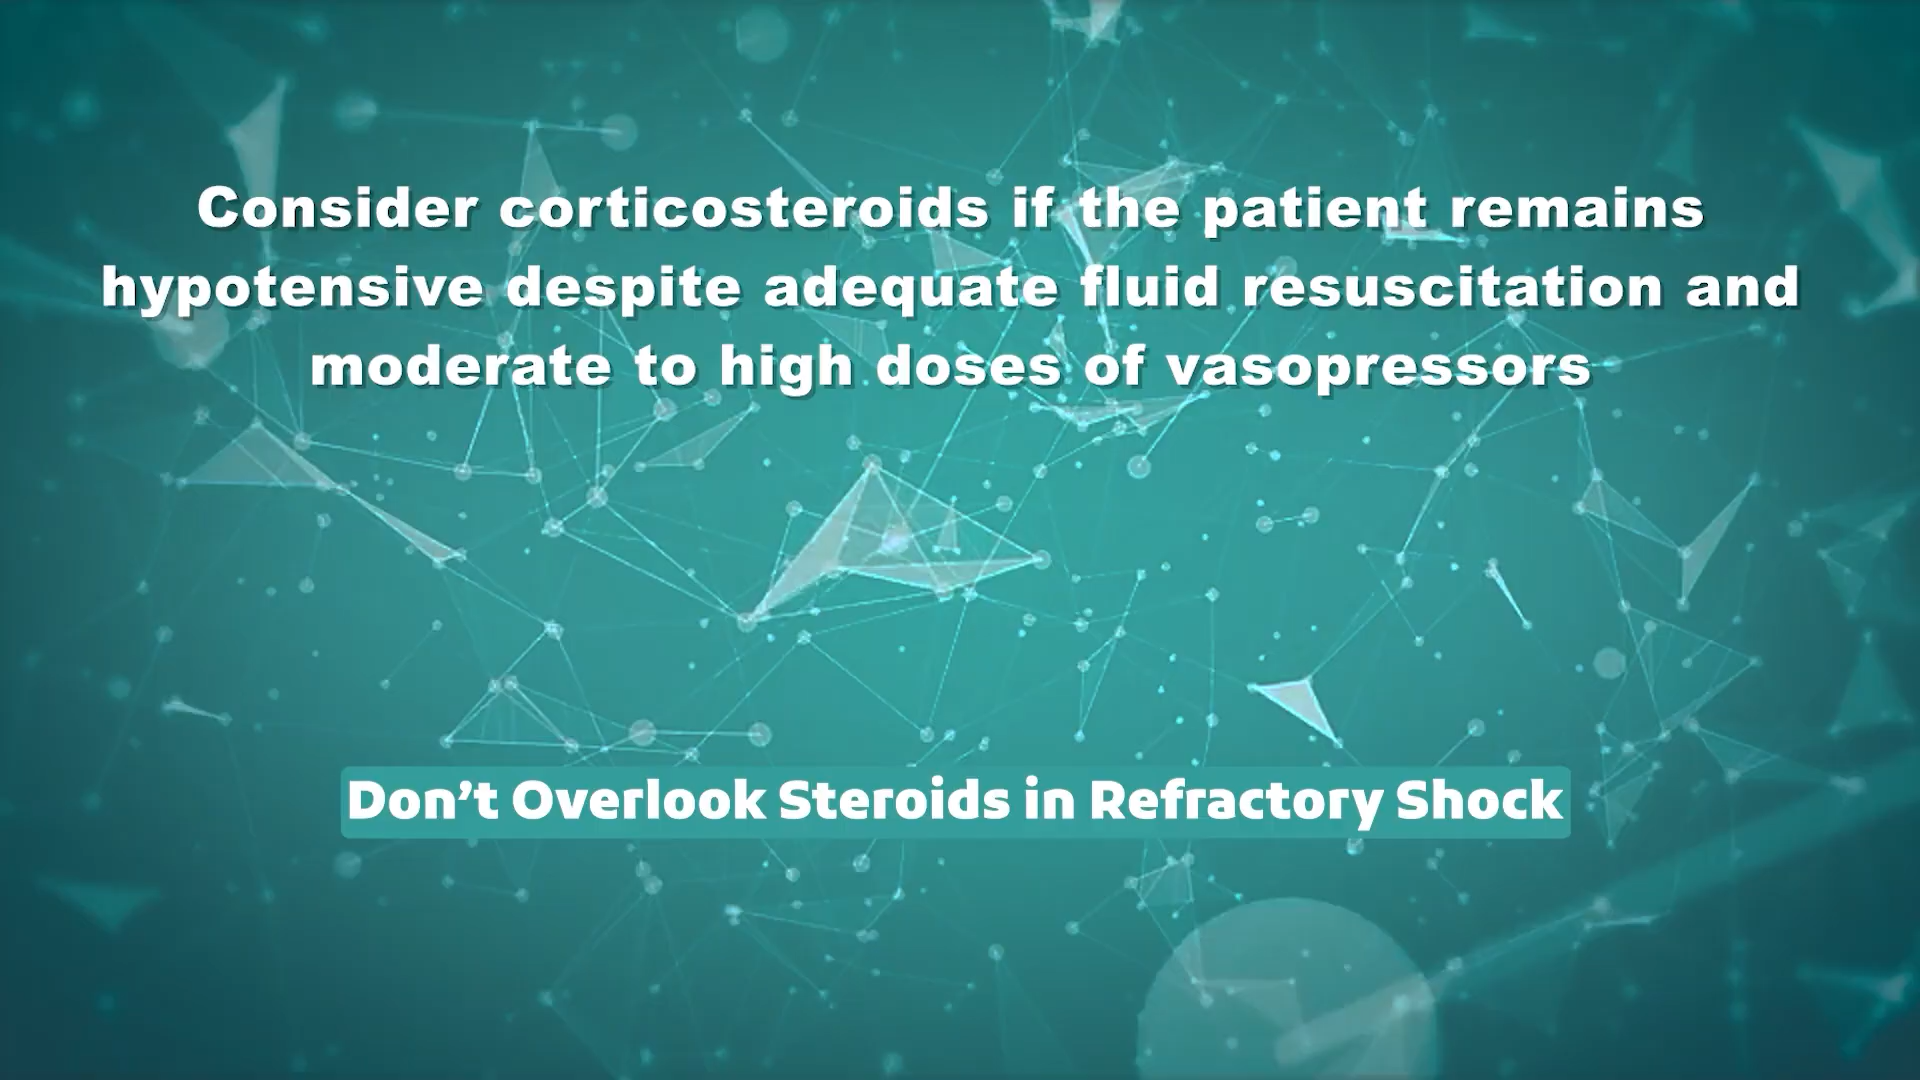 Consider corticosteroids if the patient remains
hypotensive despite adequate fluid resuscitation and
moderate to high doses of vasopressors
Don’t Overlook Steroids in Refractory Shock